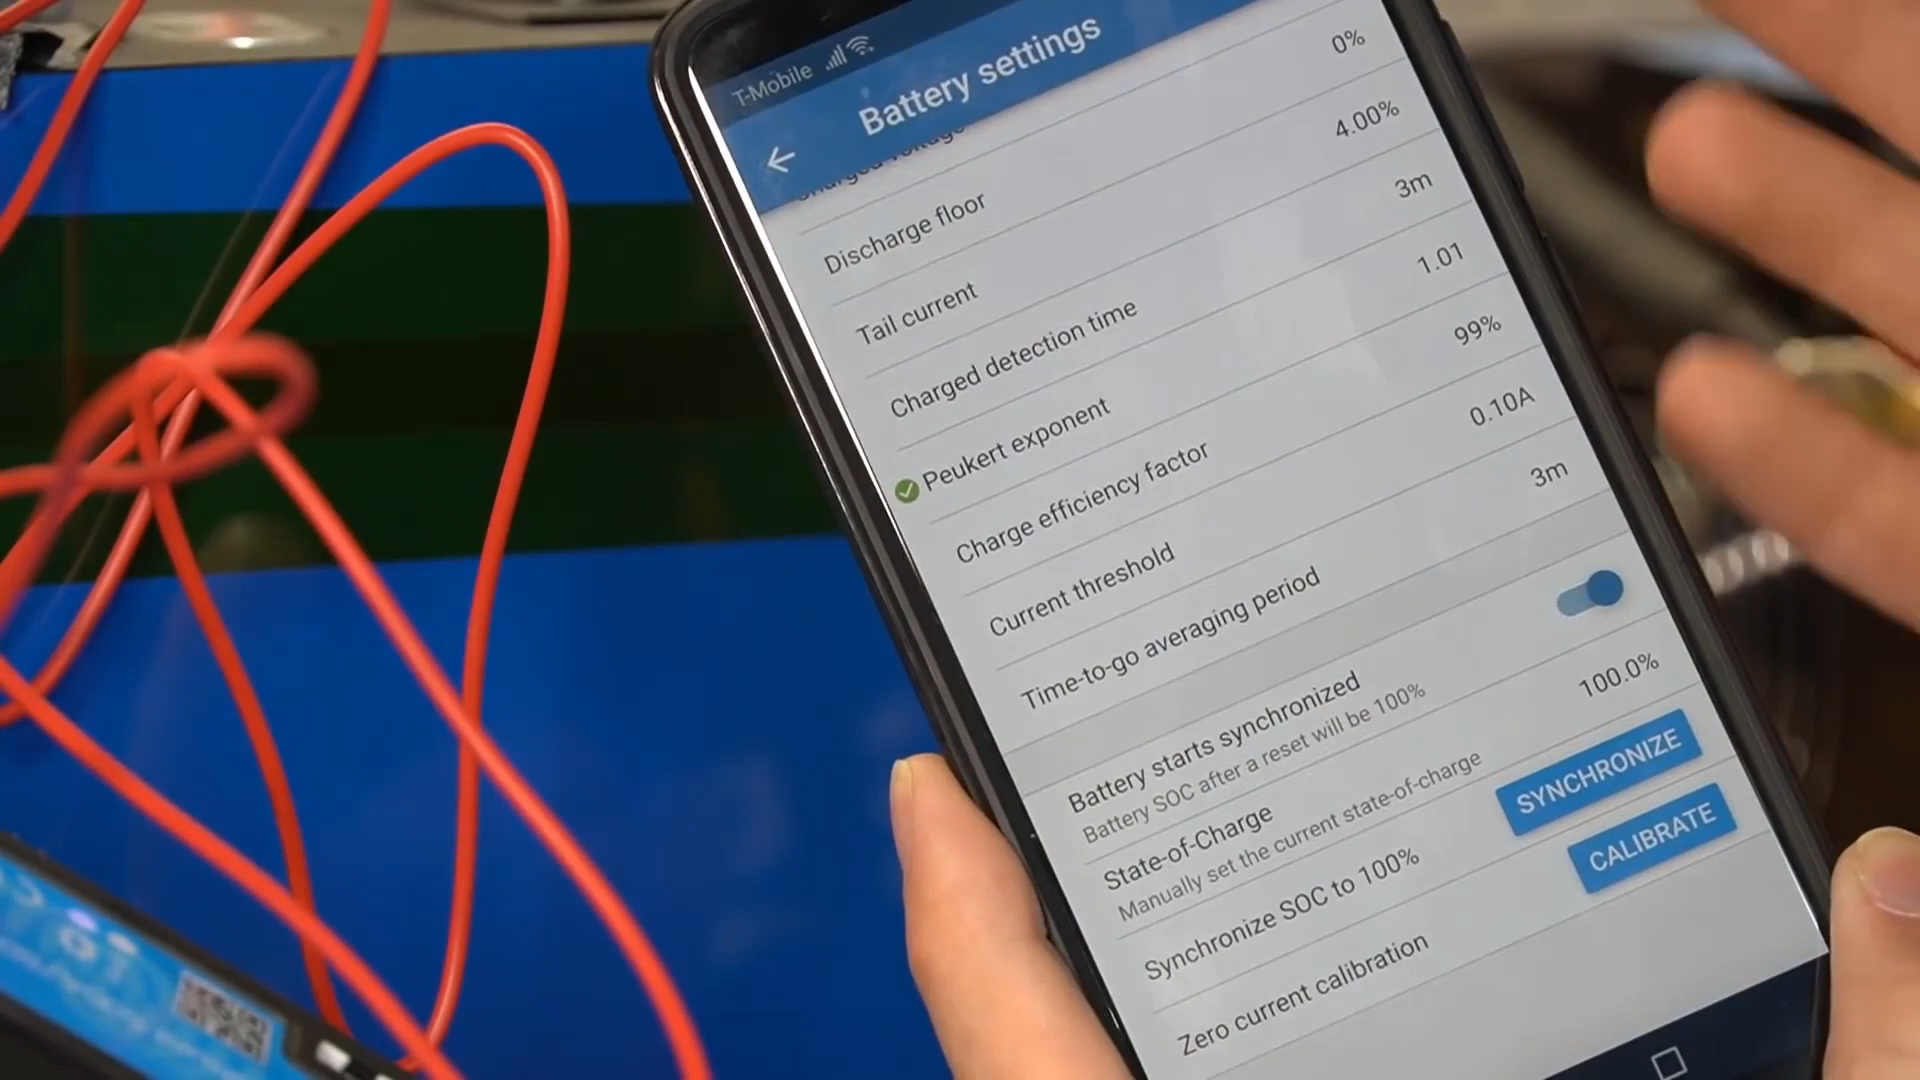 T-Mobile
Battery settings
Charged voltage
Discharge floor 0%
Tail current 4.00%
Charged detection time 3m
Peukert exponent 1.01
Charge efficiency factor 99%
Current threshold 0.10A
Time-to-go averaging period 3m
Battery starts synchronized
Battery SOC after a reset will be 100%
State-of-Charge 100.0%
Manually set the current state-of-charge
Synchronize SOC to 100% SYNCHRONIZE
Zero current calibration CALIBRATE